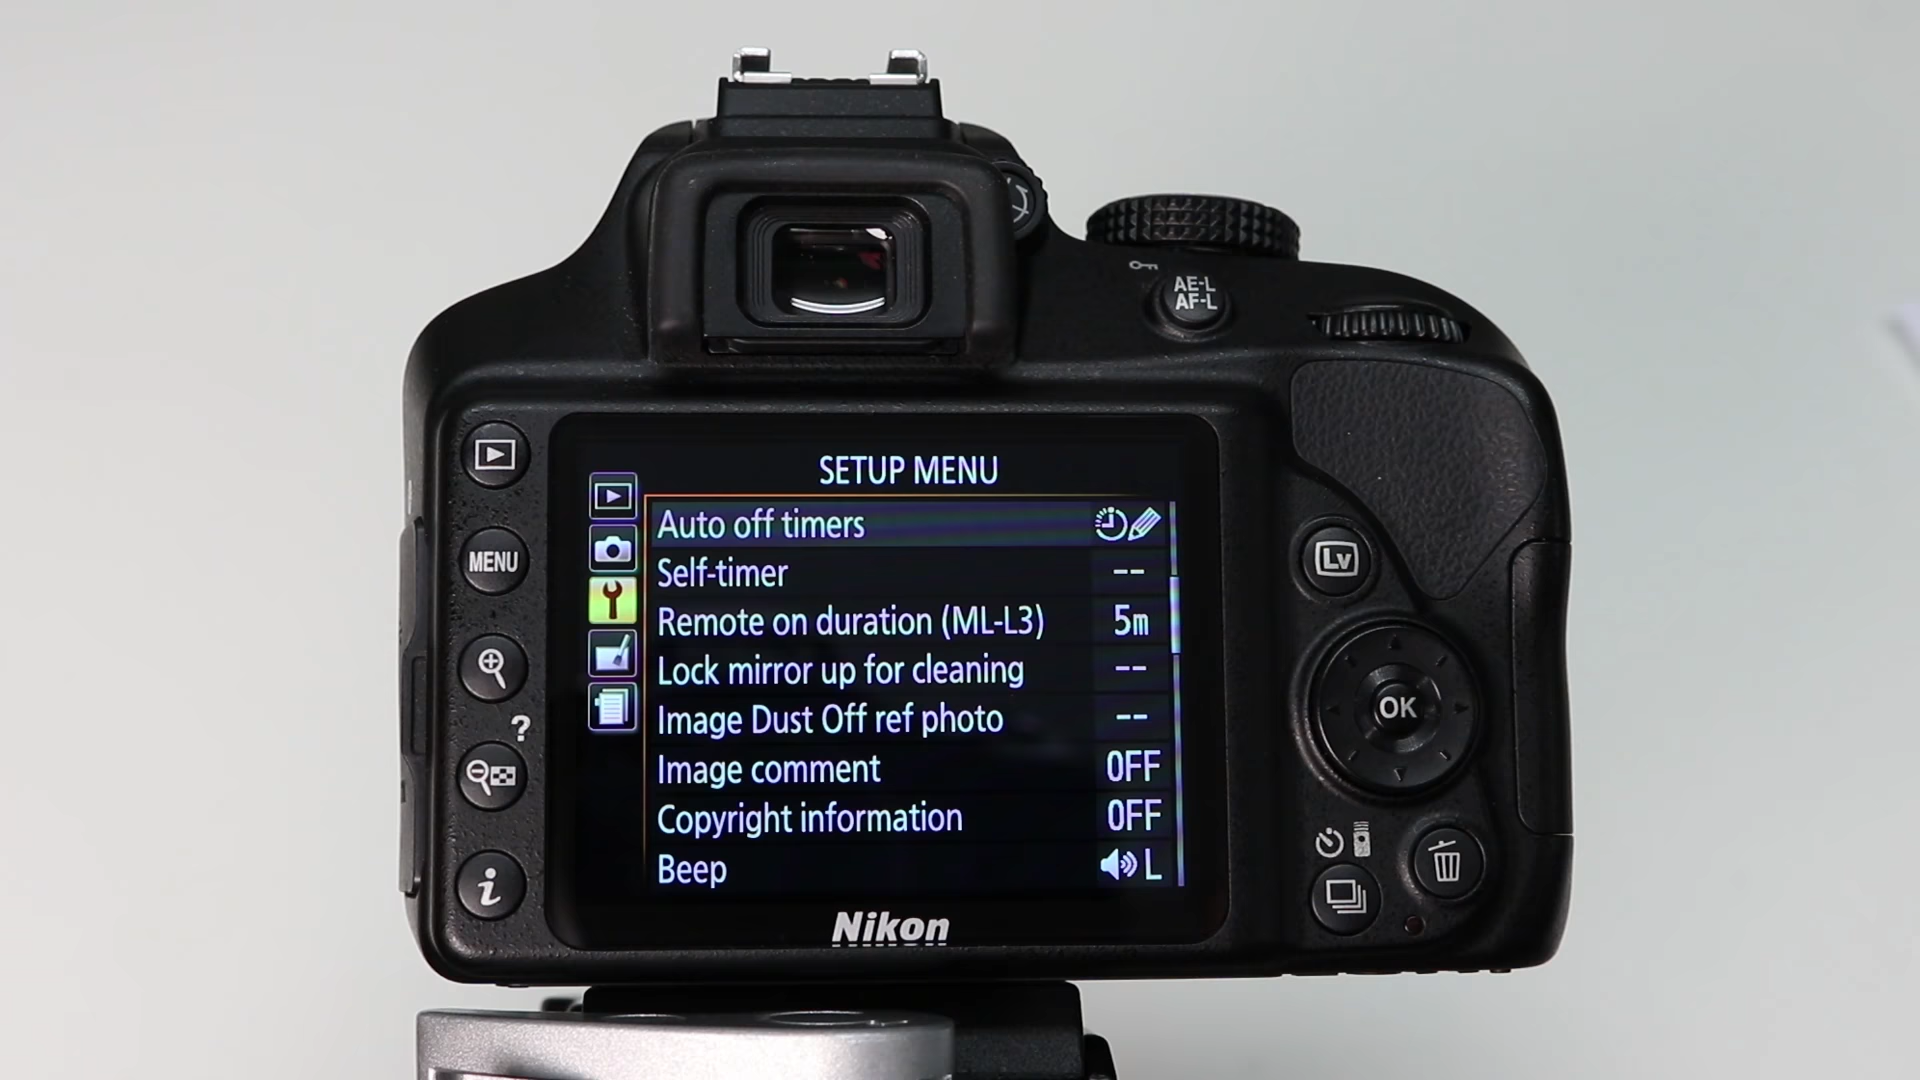 AE-L
AF-L
SETUP MENU
Auto off timers
Self-timer --
Remote on duration (ML-L3) 5m
Lock mirror up for cleaning --
Image Dust Off ref photo --
Image comment OFF
Copyright information OFF
Beep L
MENU
?
i
Lv
OK
Nikon